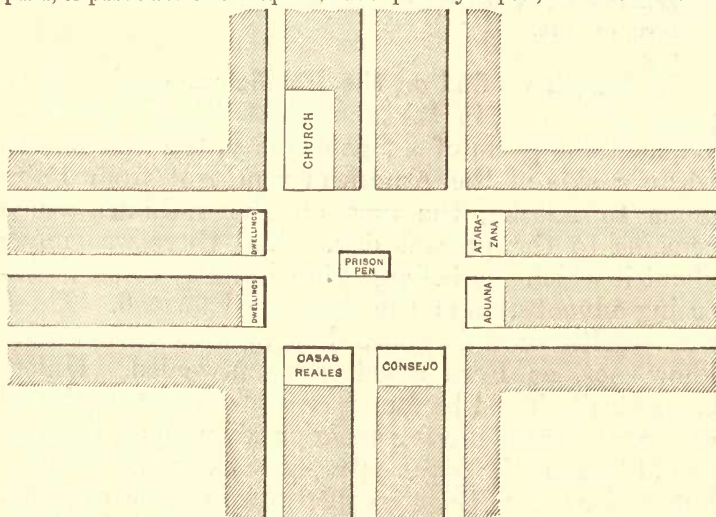 CHURCH
DWELLINGS
ATARA-
ZANA
PRISON
PEN
DWELLINGS
ADUANA
CASAS
REALES
CONSEJO